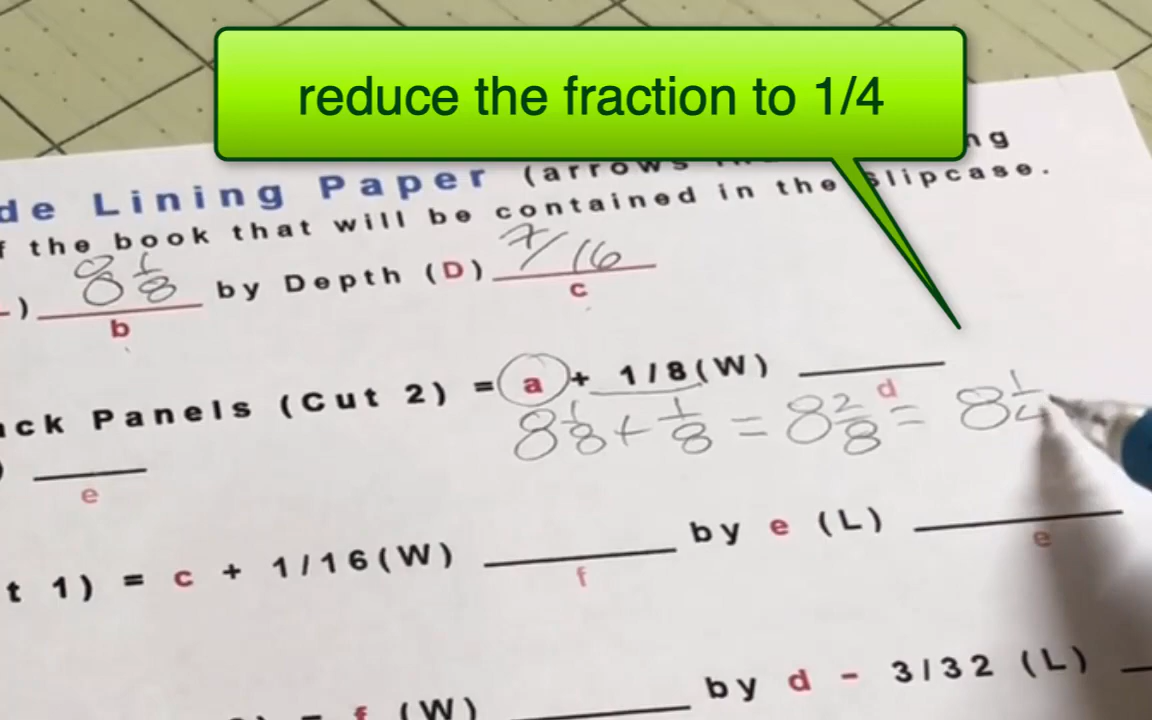 reduce the fraction to 1/4
de Lining Paper (arrows ng
f the book that will be contained in the slipcase.
) 8 1/8 by Depth (D) 7/16
b c
ck Panels (Cut 2) = a + 1/8(W)
d
8 1/8 + 1/8 = 8 2/8 = 8 1/4
e
t 1) = c + 1/16(W) by e (L)
f e
= f (W) by d - 3/32 (L)